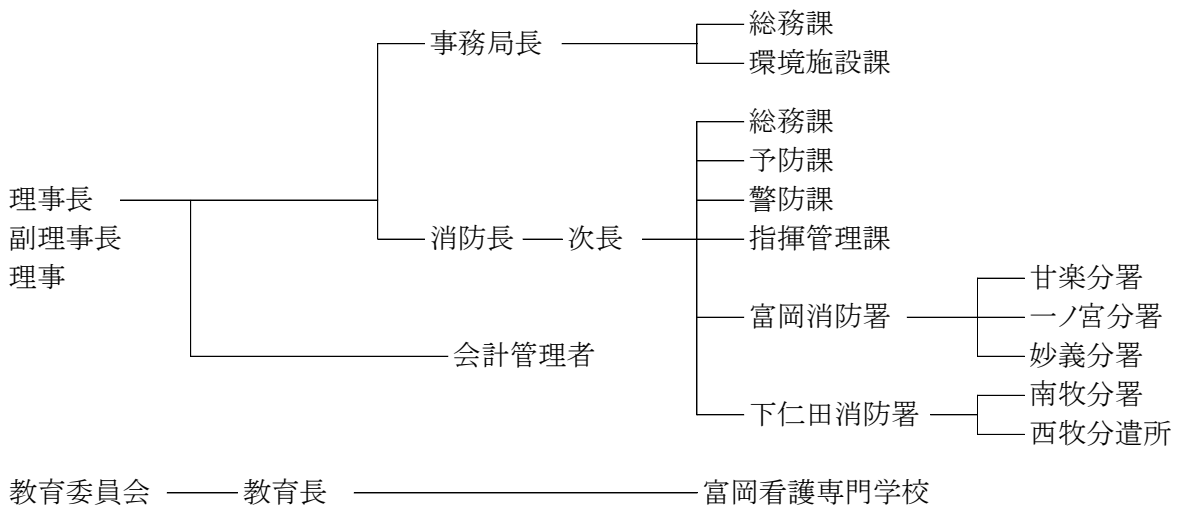 事務局長
総務課
環境施設課
理事長
副理事長
理事
消防長
次長
総務課
予防課
警防課
指揮管理課
富岡消防署
甘楽分署
一ノ宮分署
妙義分署
下仁田消防署
南牧分署
西牧分遣所
会計管理者
教育委員会
教育長
富岡看護専門学校